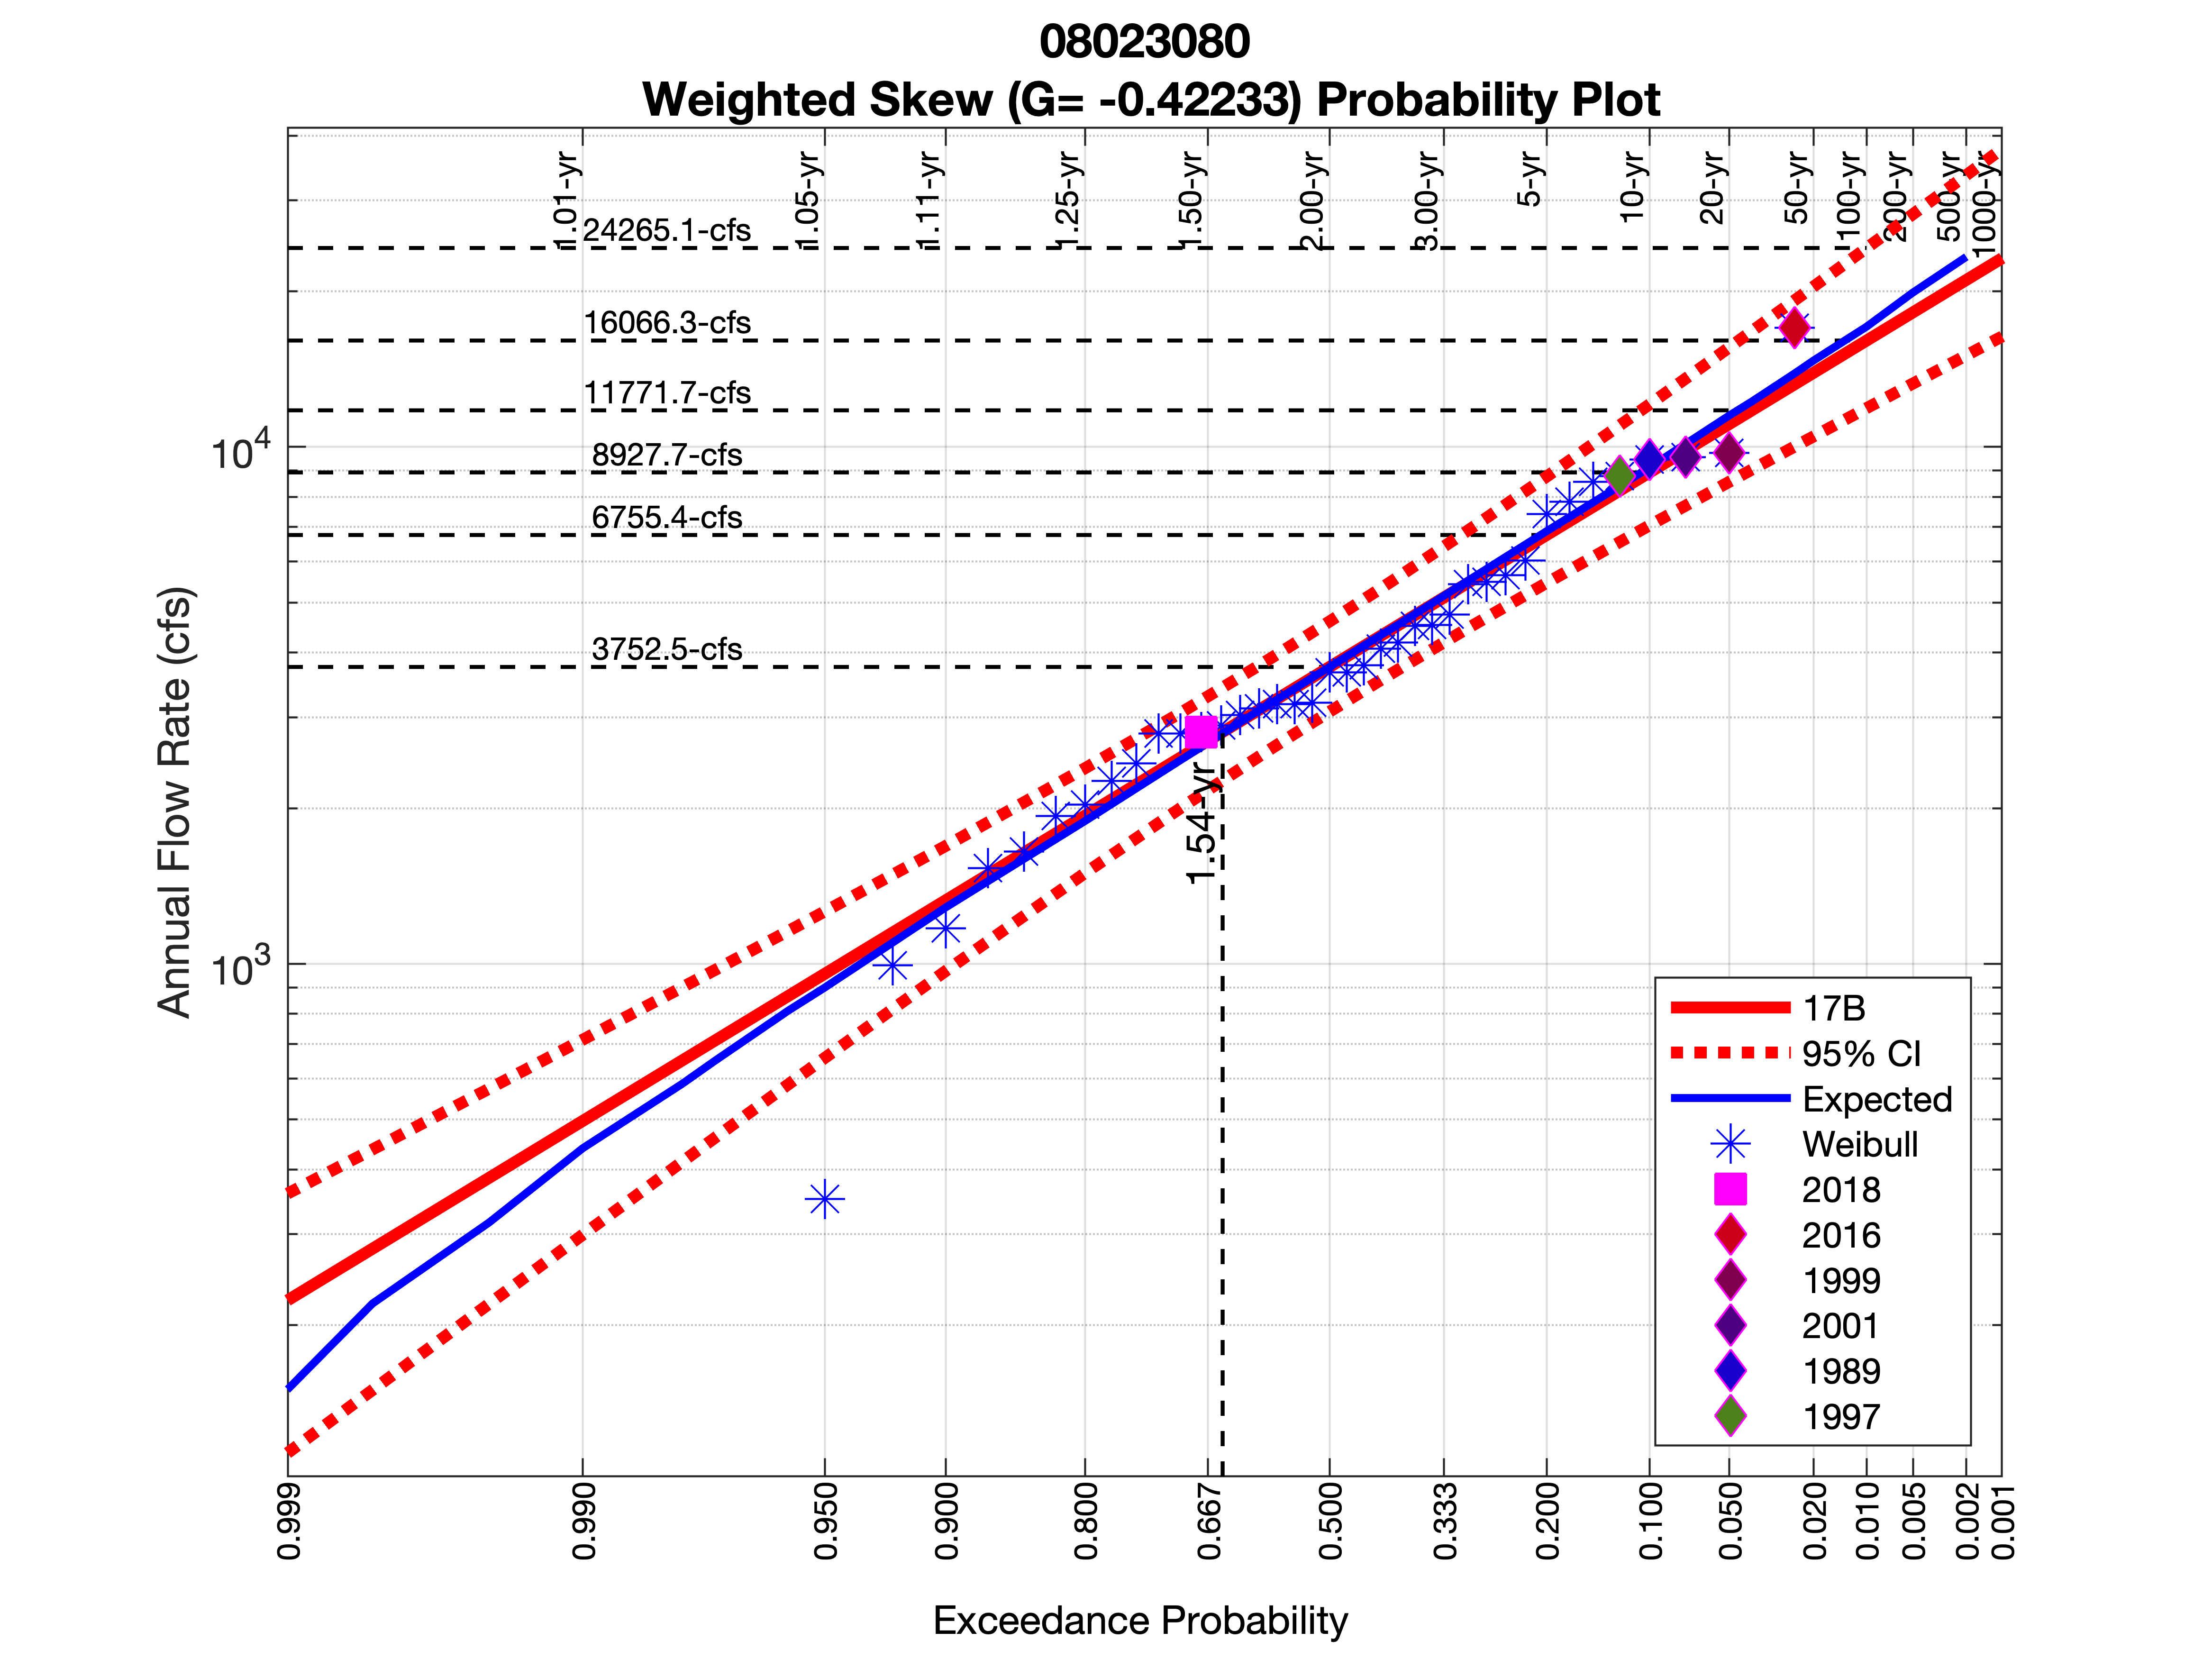 08023080
Weighted Skew (G= -0.42233) Probability Plot
1.01-yr
1.05-yr
1.11-yr
1.25-yr
1.50-yr
2.00-yr
3.00-yr
5-yr
10-yr
20-yr
50-yr
100-yr
200-yr
500-yr
1000-yr
24265.1-cfs
16066.3-cfs
11771.7-cfs
8927.7-cfs
6755.4-cfs
3752.5-cfs
1.54-yr
10⁴
10³
Annual Flow Rate (cfs)
17B
95% CI
Expected
Weibull
2018
2016
1999
2001
1989
1997
0.999
0.990
0.950
0.900
0.800
0.667
0.500
0.333
0.200
0.100
0.050
0.020
0.010
0.005
0.002
0.001
Exceedance Probability